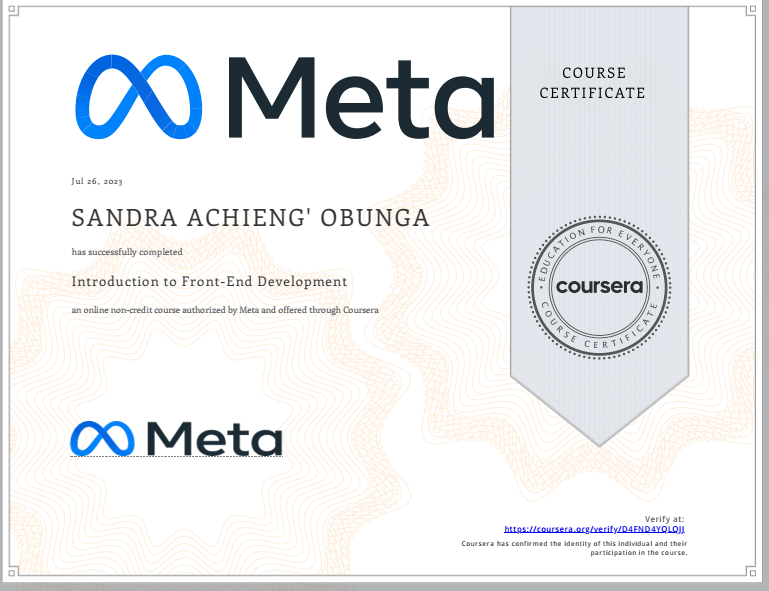 Meta
COURSE
CERTIFICATE
Jul 26, 2023
SANDRA ACHIENG' OBUNGA
has successfully completed
Introduction to Front-End Development
an online non-credit course authorized by Meta and offered through Coursera
EDUCATION FOR EVERYONE
coursera
COURSE CERTIFICATE
Meta
Verify at:
https://coursera.org/verify/D4FND4YQLQJJ
Coursera has confirmed the identity of this individual and their
participation in the course.